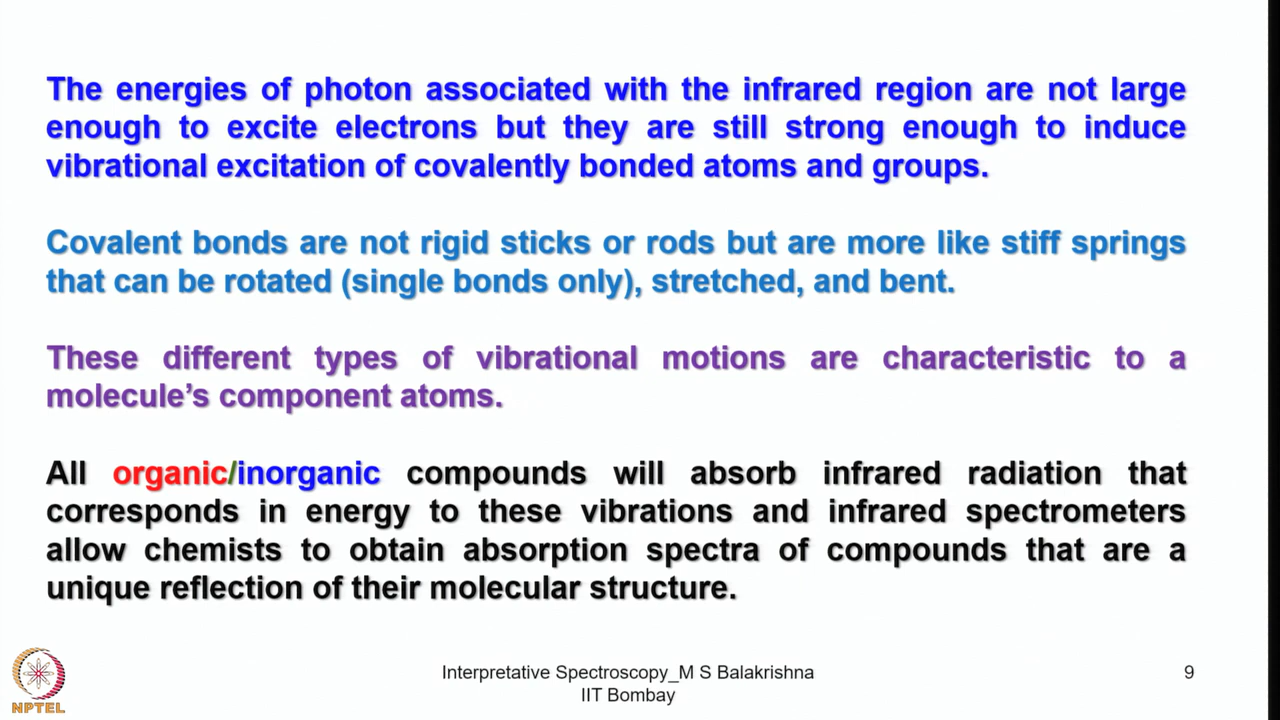 The energies of photon associated with the infrared region are not large
enough to excite electrons but they are still strong enough to induce
vibrational excitation of covalently bonded atoms and groups.
Covalent bonds are not rigid sticks or rods but are more like stiff springs
that can be rotated (single bonds only), stretched, and bent.
These different types of vibrational motions are characteristic to a
molecule’s component atoms.
All organic/inorganic compounds will absorb infrared radiation that
corresponds in energy to these vibrations and infrared spectrometers
allow chemists to obtain absorption spectra of compounds that are a
unique reflection of their molecular structure.
NPTEL
Interpretative Spectroscopy_M S Balakrishna
IIT Bombay
9